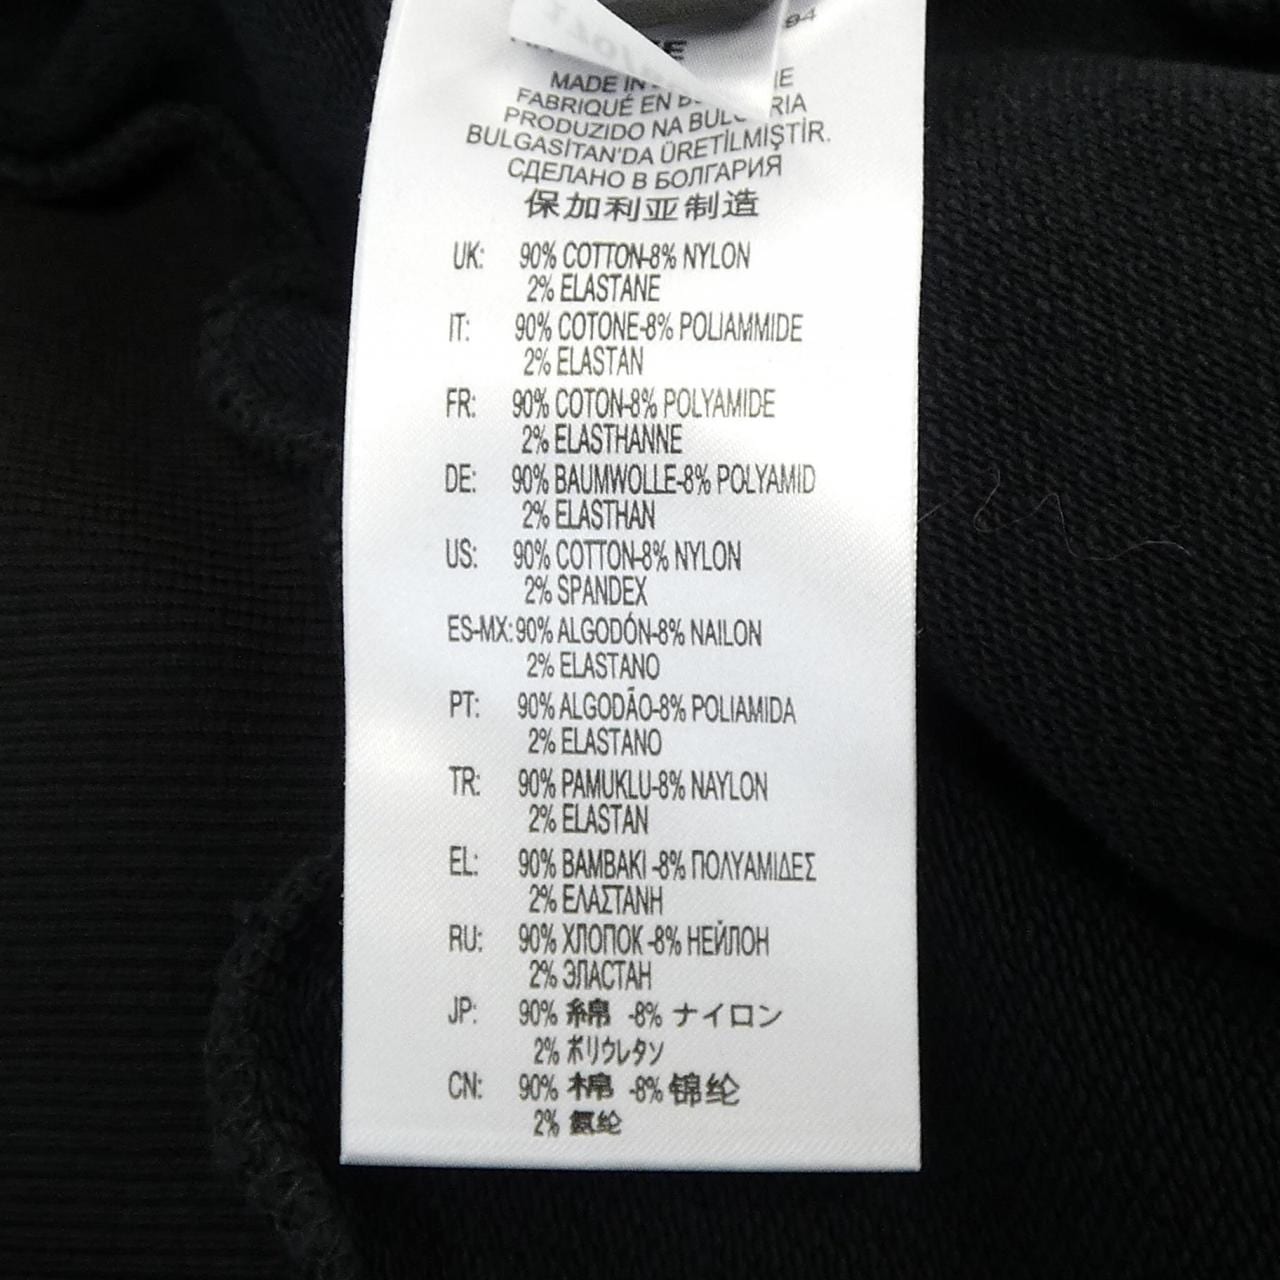 94
MADE IN
FABRIQUÉ EN
PRODUZIDO NA BULGÁRIA
BULGASİTAN'DA ÜRETİLMİŞTİR.
СДЕЛАНО В БОЛГАРИЯ
保加利亚制造
UK: 90% COTTON-8% NYLON
2% ELASTANE
IT: 90% COTONE-8% POLIAMMIDE
2% ELASTAN
FR: 90% COTON-8% POLYAMIDE
2% ELASTHANNE
DE: 90% BAUMWOLLE-8% POLYAMID
2% ELASTHAN
US: 90% COTTON-8% NYLON
2% SPANDEX
ES-MX: 90% ALGODÓN-8% NAILON
2% ELASTANO
PT: 90% ALGODÃO-8% POLIAMIDA
2% ELASTANO
TR: 90% PAMUKLU-8% NAYLON
2% ELASTAN
EL: 90% BAMBAKI -8% ΠΟΛΥΑΜΙΔΕΣ
2% ΕΛΑΣΤΑΝΗ
RU: 90% ХЛОПОК -8% НЕЙЛОН
2% ЭЛАСТАН
JP: 90% 綿 -8% ナイロン
2% ポリウレタン
CN: 90% 棉 -8% 锦纶
2% 氨纶